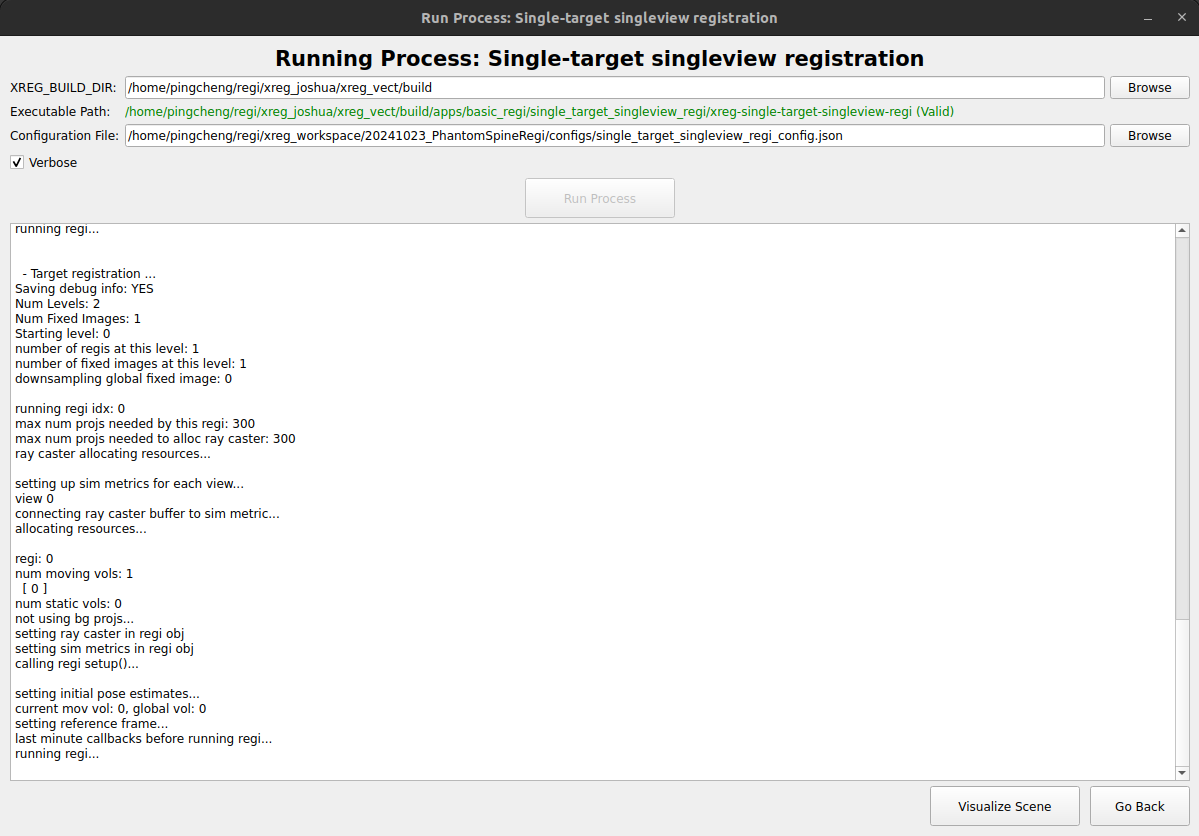 Run Process: Single-target singleview registration
Running Process: Single-target singleview registration
XREG_BUILD_DIR: /home/pingcheng/regi/xreg_joshua/xreg_vect/build Browse
Executable Path: /home/pingcheng/regi/xreg_joshua/xreg_vect/build/apps/basic_regi/single_target_singleview_regi/xreg-single-target-singleview-regi (Valid)
Configuration File: /home/pingcheng/regi/xreg_workspace/20241023_PhantomSpineRegi/configs/single_target_singleview_regi_config.json Browse
Verbose
Run Process
running regi...
- Target registration ...
Saving debug info: YES
Num Levels: 2
Num Fixed Images: 1
Starting level: 0
number of regis at this level: 1
number of fixed images at this level: 1
downsampling global fixed image: 0
running regi idx: 0
max num projs needed by this regi: 300
max num projs needed to alloc ray caster: 300
ray caster allocating resources...
setting up sim metrics for each view...
view 0
connecting ray caster buffer to sim metric...
allocating resources...
regi: 0
num moving vols: 1
[ 0 ]
num static vols: 0
not using bg projs...
setting ray caster in regi obj
setting sim metrics in regi obj
calling regi setup()...
setting initial pose estimates...
current mov vol: 0, global vol: 0
setting reference frame...
last minute callbacks before running regi...
running regi...
Visualize Scene Go Back